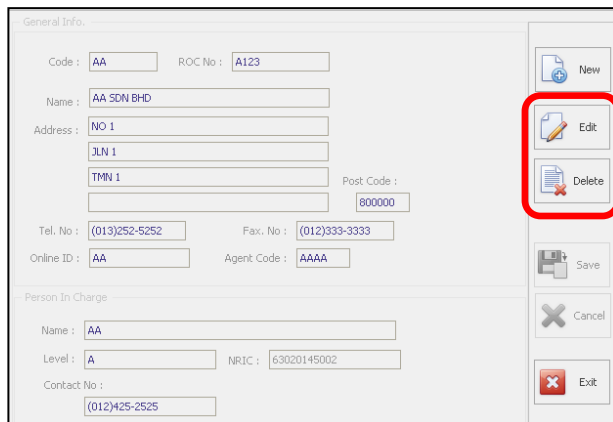 General Info.
Code : AA ROC No : A123
New
Name : AA SDN BHD
Address : NO 1
Edit
JLN 1
TMN 1
Post Code :
Delete
800000
Tel. No : (013)252-5252 Fax. No : (012)333-3333
Online ID : AA Agent Code : AAAA
Save
Person In Charge
Cancel
Name : AA
Level : A NRIC : 63020145002
Contact No :
Exit
(012)425-2525